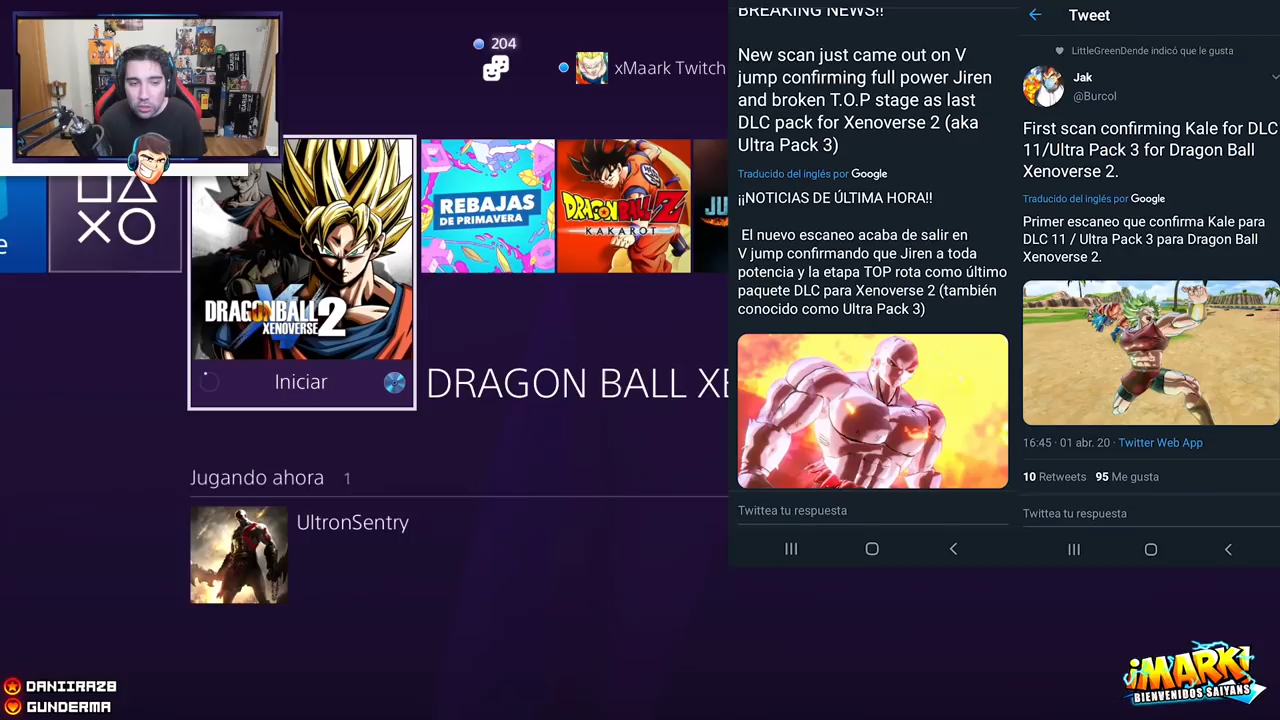 204
xMaark Twitch
e
REBAJAS
DE PRIMAVERA
DRAGON BALL Z
KAKAROT
JU
DRAGONBALL
XENOVERSE 2
Iniciar
DRAGON BALL XE
Jugando ahora 1
UltronSentry
BREAKING NEWS!!
New scan just came out on V
jump confirming full power Jiren
and broken T.O.P stage as last
DLC pack for Xenoverse 2 (aka
Ultra Pack 3)
Traducido del inglés por Google
¡¡NOTICIAS DE ÚLTIMA HORA!!
El nuevo escaneo acaba de salir en
V jump confirmando que Jiren a toda
potencia y la etapa TOP rota como último
paquete DLC para Xenoverse 2 (también
conocido como Ultra Pack 3)
Twittea tu respuesta
Tweet
LittleGreenDende indicó que le gusta
Jak
@Burcol
First scan confirming Kale for DLC
11/Ultra Pack 3 for Dragon Ball
Xenoverse 2.
Traducido del inglés por Google
Primer escaneo que confirma Kale para
DLC 11 / Ultra Pack 3 para Dragon Ball
Xenoverse 2.
16:45 · 01 abr. 20 · Twitter Web App
10 Retweets 95 Me gusta
Twittea tu respuesta
DANIIRAZ8
GUNDERMA
¡MARK!
BIENVENIDOS SAIYANS